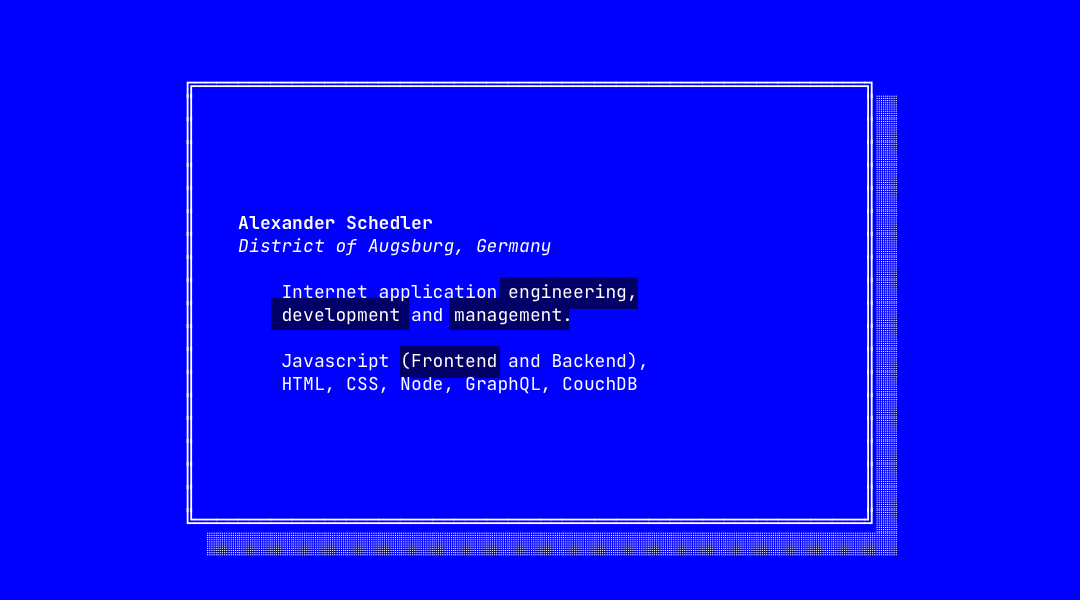 Alexander Schedler
District of Augsburg, Germany
Internet application engineering,
development and management.
Javascript (Frontend and Backend),
HTML, CSS, Node, GraphQL, CouchDB